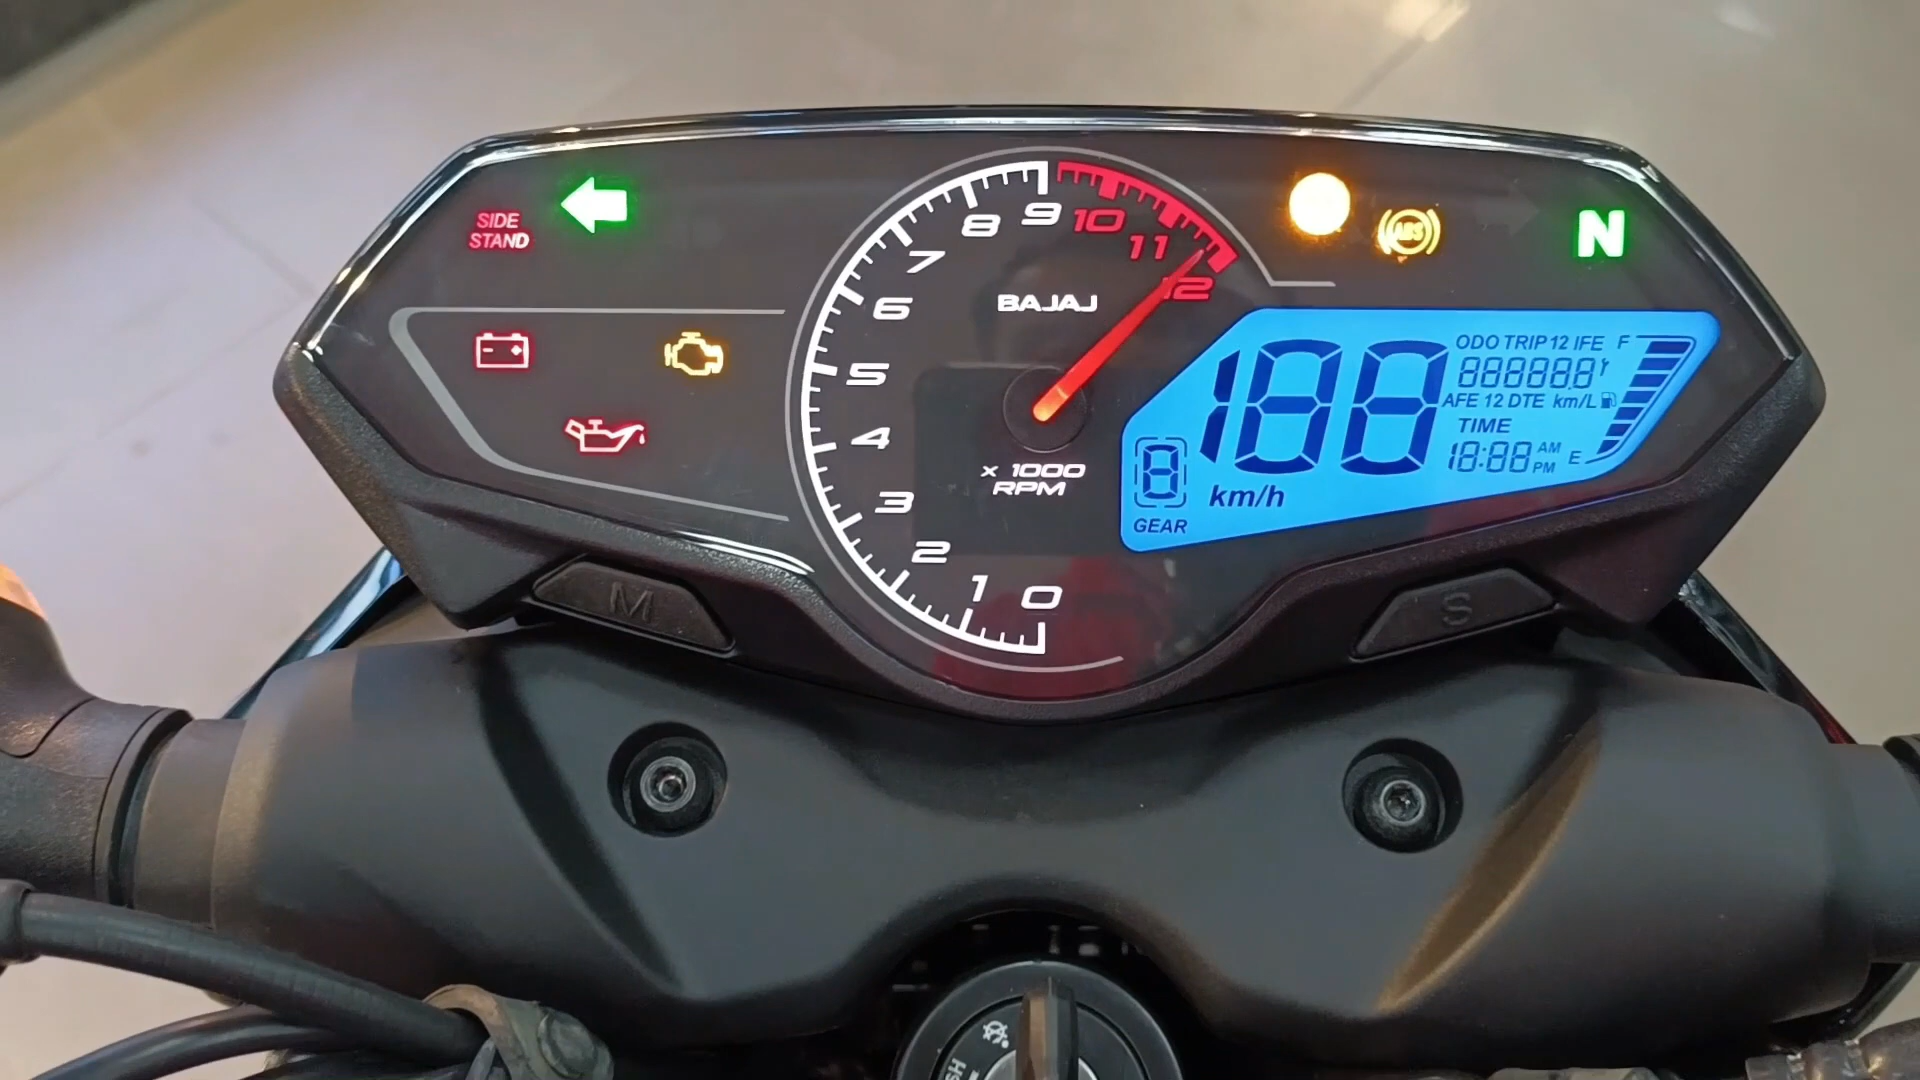 SIDE
STAND
ABS
N
9
8
10
7
11
6
12
BAJAJ
5
4
x 1000
RPM
3
2
1
0
ODO TRIP 12 IFE F
888888
AFE 12 DTE km/L
TIME
18:88 AM
PM E
188
km/h
8
GEAR
M
S